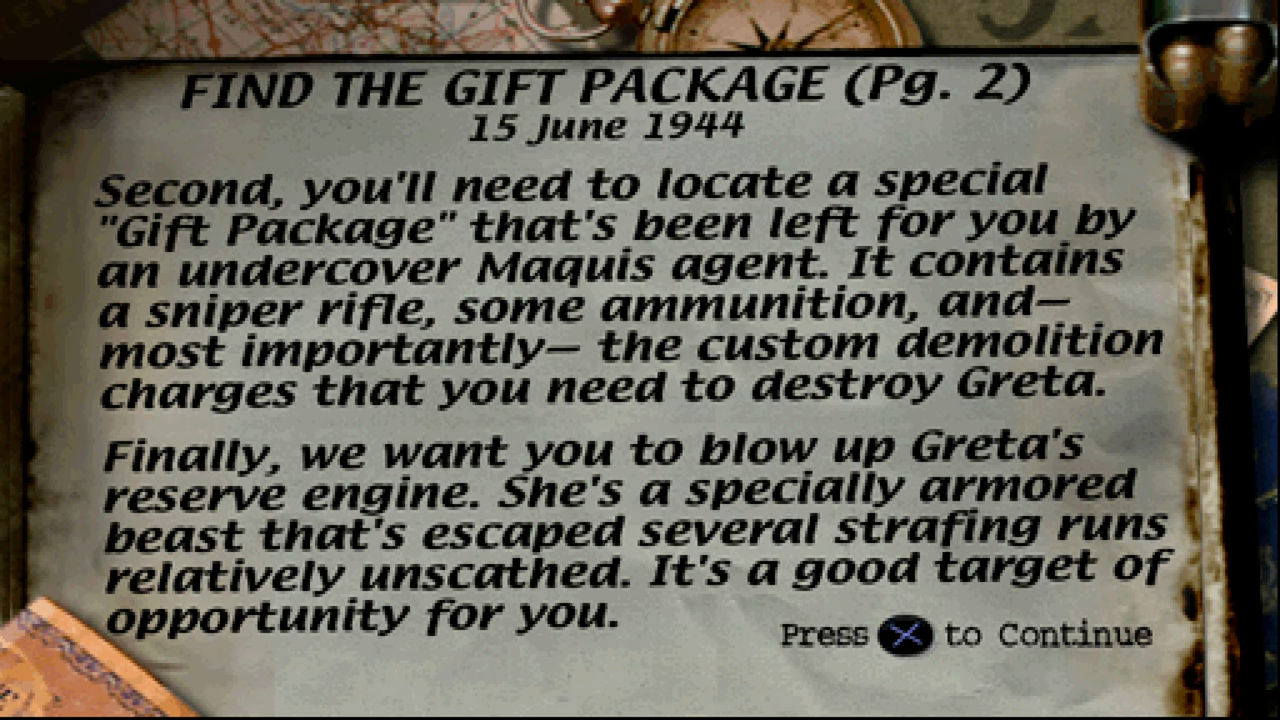 FIND THE GIFT PACKAGE (Pg. 2)
15 June 1944
Second, you'll need to locate a special
"Gift Package" that's been left for you by
an undercover Maquis agent. It contains
a sniper rifle, some ammunition, and—
most importantly— the custom demolition
charges that you need to destroy Greta.
Finally, we want you to blow up Greta's
reserve engine. She's a specially armored
beast that's escaped several strafing runs
relatively unscathed. It's a good target of
opportunity for you.
Press X to Continue